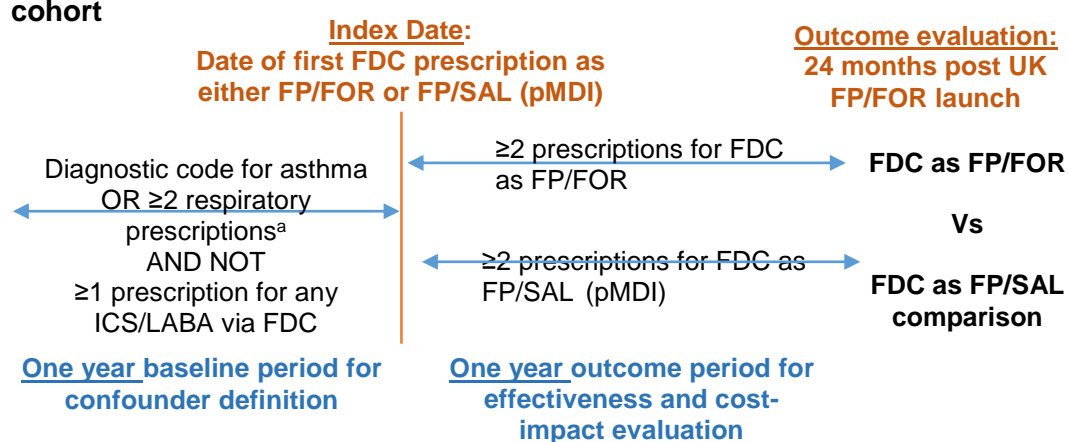 cohort
Index Date:
Date of first FDC prescription as
either FP/FOR or FP/SAL (pMDI)
Outcome evaluation:
24 months post UK
FP/FOR launch
Diagnostic code for asthma
OR ≥2 respiratory
prescriptionsᵃ
AND NOT
≥1 prescription for any
ICS/LABA via FDC
≥2 prescriptions for FDC
as FP/FOR
≥2 prescriptions for FDC as
FP/SAL (pMDI)
FDC as FP/FOR
Vs
FDC as FP/SAL
comparison
One year baseline period for
confounder definition
One year outcome period for
effectiveness and cost-
impact evaluation